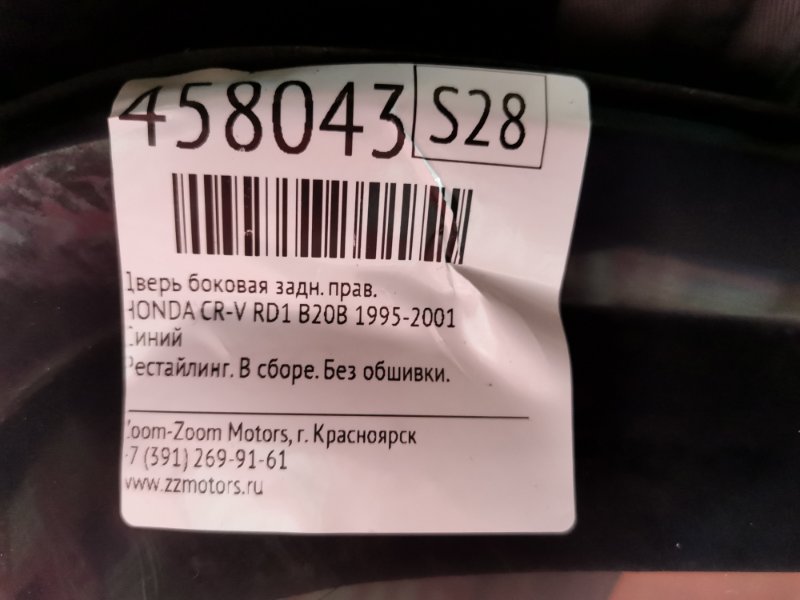 458043 S28
Дверь боковая задн. прав.
HONDA CR-V RD1 B20B 1995-2001
Синий
Рестайлинг. В сборе. Без обшивки.
Zoom-Zoom Motors, г. Красноярск
+7 (391) 269-91-61
www.zzmotors.ru